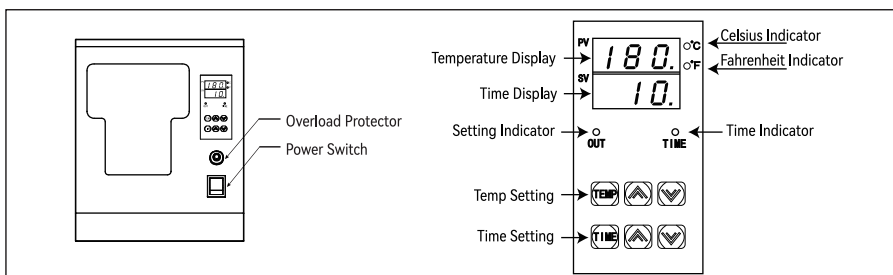 Overload Protector
Power Switch
PV
180.
°C
Celsius Indicator
Temperature Display
°F
Fahrenheit Indicator
SV
Time Display
10.
Setting Indicator
OUT
TIME
Time Indicator
Temp Setting
TEMP
Time Setting
TIME